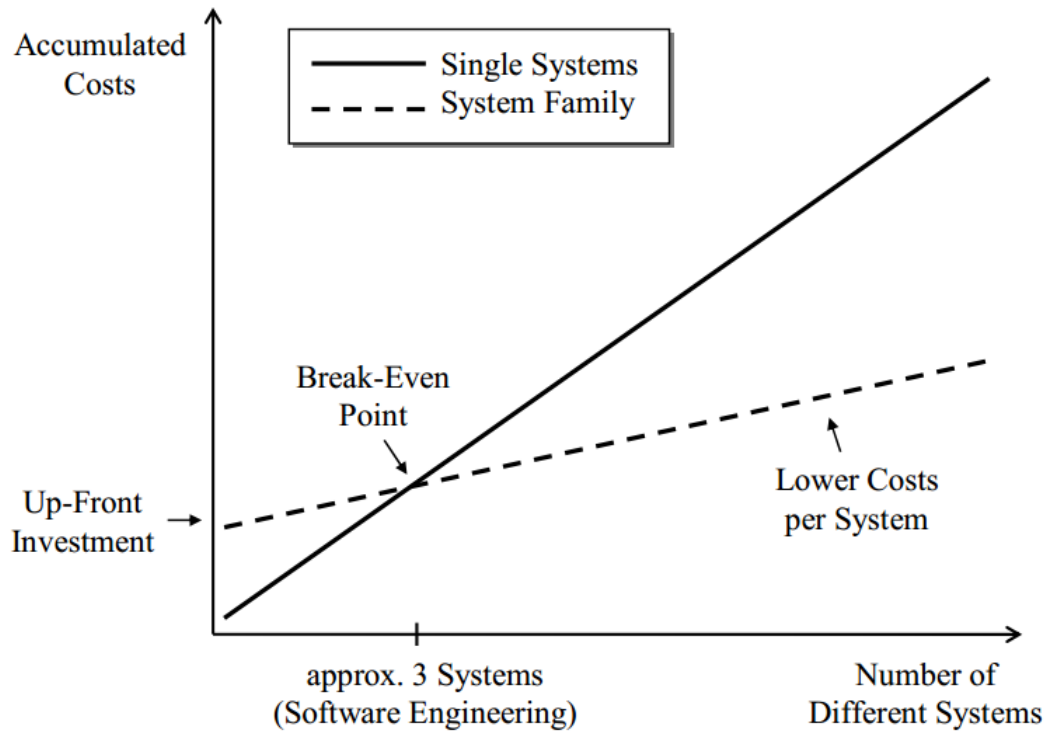 Accumulated
Costs
Single Systems
System Family
Break-Even
Point
Up-Front
Investment
Lower Costs
per System
approx. 3 Systems
(Software Engineering)
Number of
Different Systems